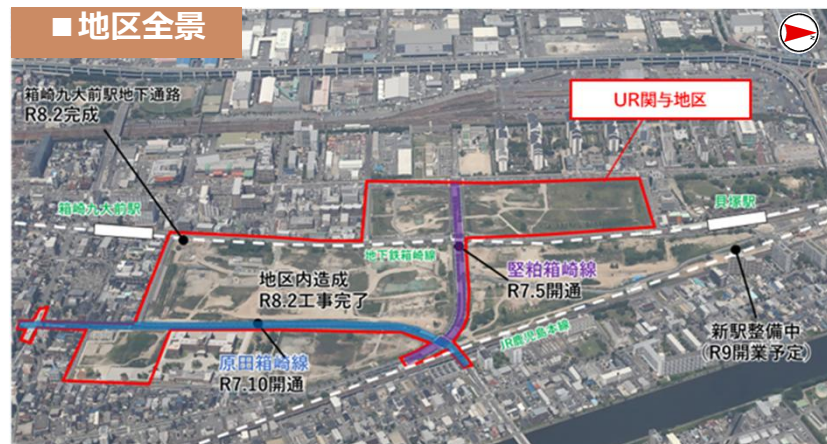 ■地区全景
N
箱崎九大前駅地下通路
R8.2完成
UR関与地区
箱崎九大前駅
貝塚駅
地下鉄箱崎線
堅粕箱崎線
R7.5開通
地区内造成
R8.2工事完了
JR鹿児島本線
新駅整備中
(R9開業予定)
原田箱崎線
R7.10開通